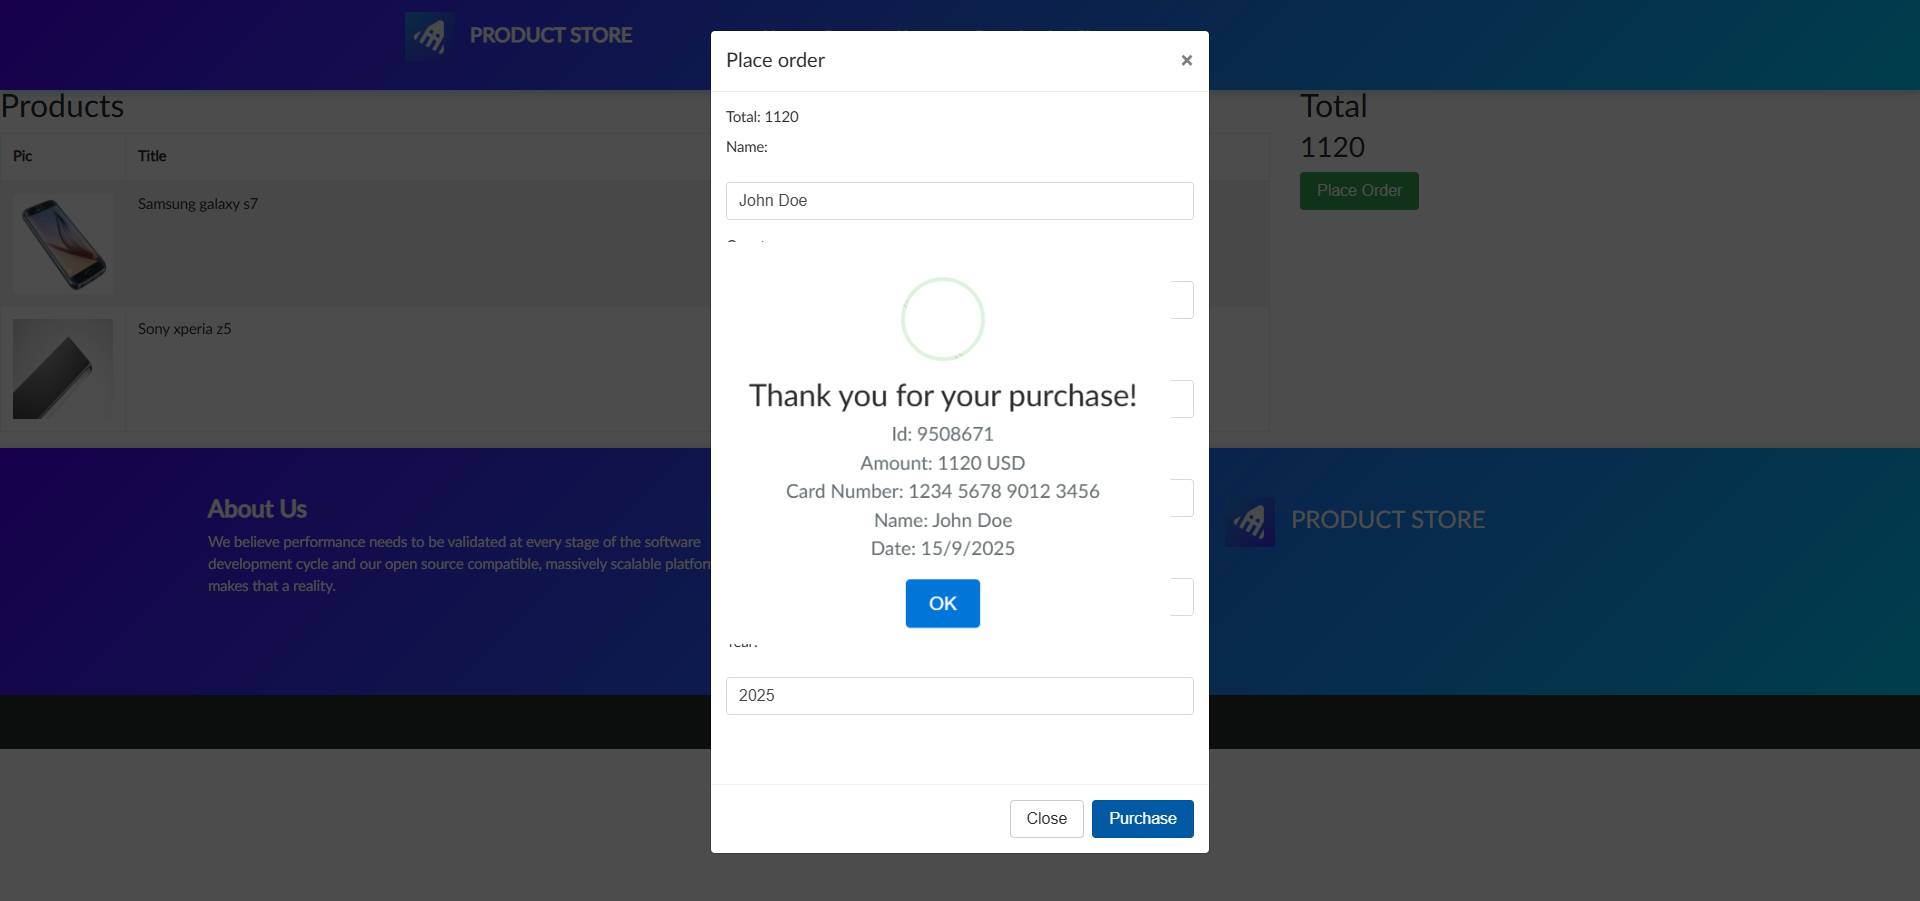 PRODUCT STORE
Place order
×
Total: 1120
Name:
John Doe
Thank you for your purchase!
Id: 9508671
Amount: 1120 USD
Card Number: 1234 5678 9012 3456
Name: John Doe
Date: 15/9/2025
OK
2025
Close
Purchase
Products
Pic Title
Samsung galaxy s7
Sony xperia z5
Total
1120
Place Order
About Us
We believe performance needs to be validated at every stage of the software
development cycle and our open source compatible, massively scalable platfor
makes that a reality.
PRODUCT STORE